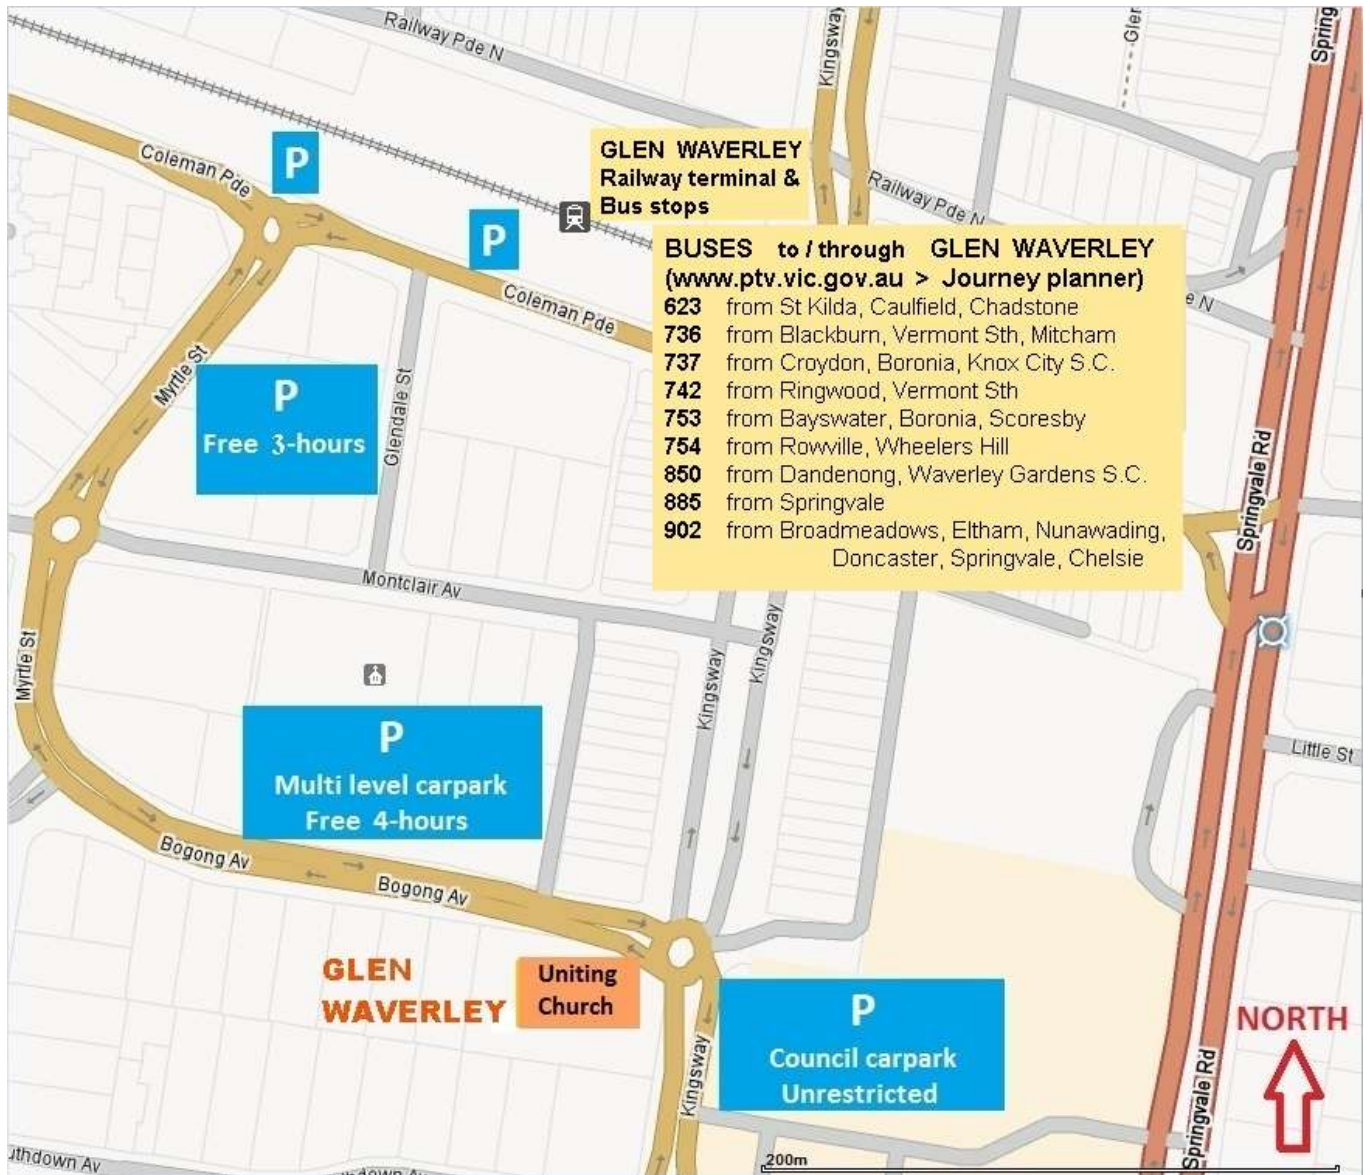 Railway Pde N
Kingsway
Glen
Spring
Coleman Pde
P
GLEN WAVERLEY
Railway terminal &
Bus stops
Railway Pde N
P
BUSES to / through GLEN WAVERLEY
(www.ptv.vic.gov.au > Journey planner)
623 from St Kilda, Caulfield, Chadstone
736 from Blackburn, Vermont Sth, Mitcham
737 from Croydon, Boronia, Knox City S.C.
742 from Ringwood, Vermont Sth
753 from Bayswater, Boronia, Scoresby
754 from Rowville, Wheelers Hill
850 from Dandenong, Waverley Gardens S.C.
885 from Springvale
902 from Broadmeadows, Eltham, Nunawading,
Doncaster, Springvale, Chelsie
e N
Coleman Pde
Myrtle St
P
Free 3-hours
Glendale St
Springvale Rd
Montclair Av
Myrtle St
Kingsway
Kingsway
P
Multi level carpark
Free 4-hours
Little St
Bogong Av
Bogong Av
GLEN
WAVERLEY
Uniting
Church
P
Council carpark
Unrestricted
NORTH
Kingsway
Springvale Rd
uthdown Av
down Av
200m